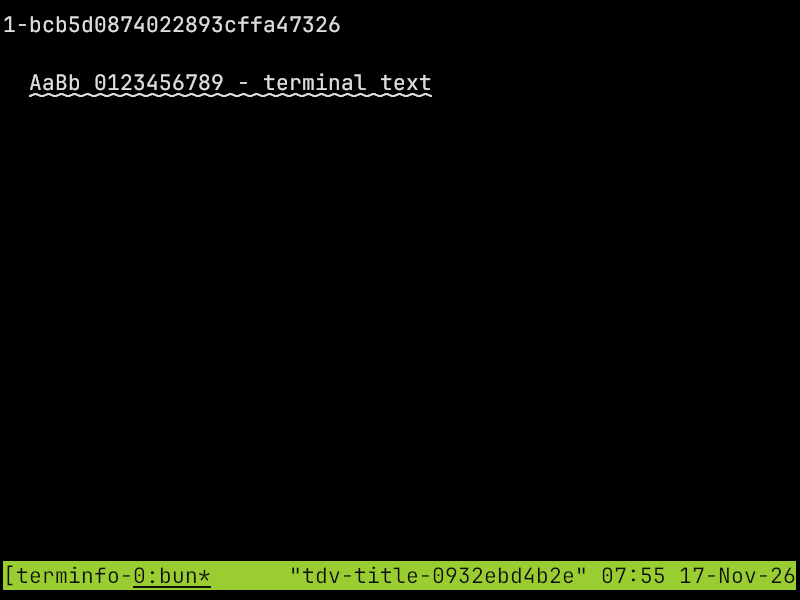 1-bcb5d0874022893cffa47326
AaBb 0123456789 - terminal text
[terminfo-0:bun* "tdv-title-0932ebd4b2e" 07:55 17-Nov-26